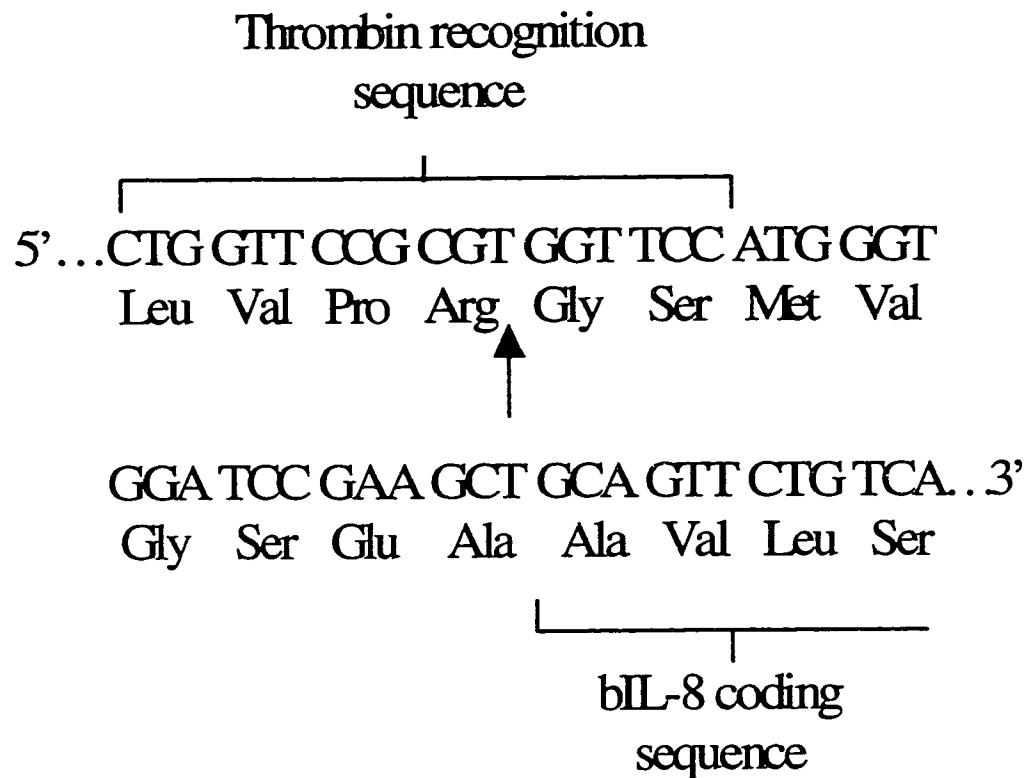 Thrombin recognition
sequence
5’…CTG GTT CCG CGT GGT TCC ATG GGT
Leu Val Pro Arg Gly Ser Met Val
GGA TCC GAA GCT GCA GTT CTG TCA…3’
Gly Ser Glu Ala Ala Val Leu Ser
bIL-8 coding
sequence